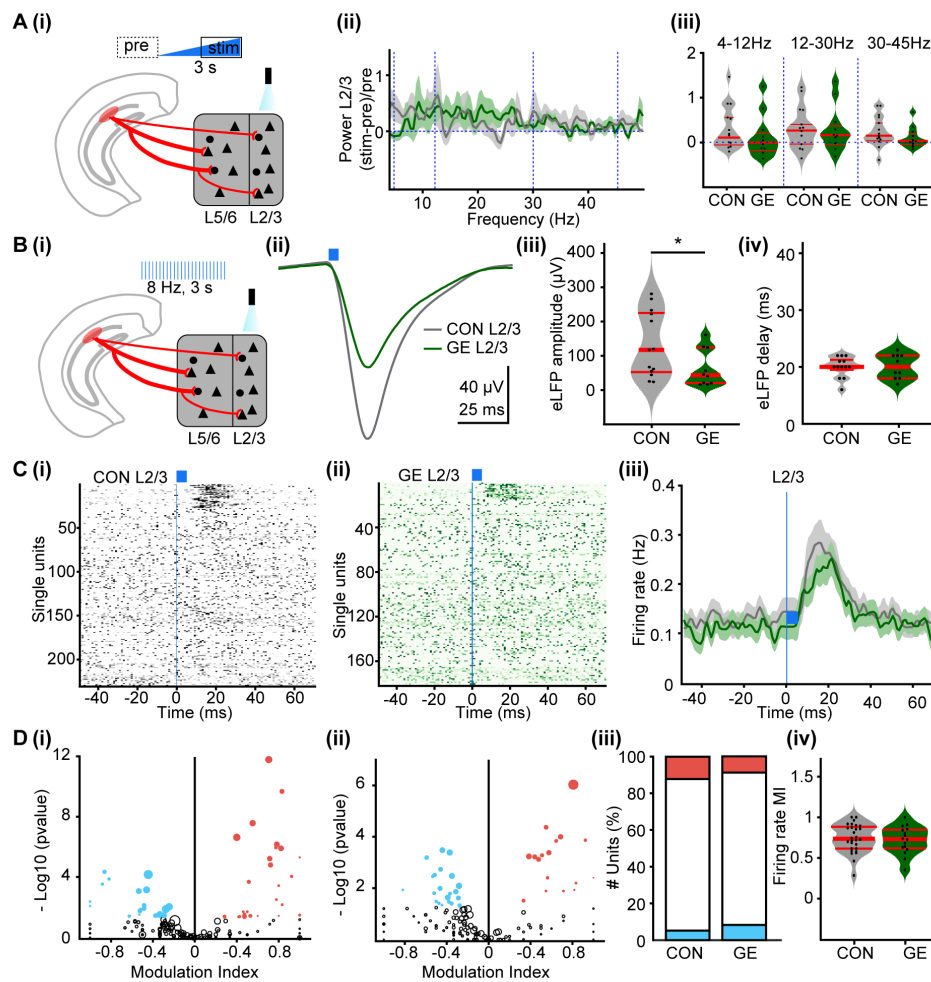 A (i)
pre
stim
3 s
L5/6
L2/3
(ii)
Power L2/3
(stim-pre)/pre
1
0
-1
10
20
30
40
Frequency (Hz)
(iii)
4-12Hz
12-30Hz
30-45Hz
1
0
CON GE
CON GE
CON GE
B (i)
8 Hz, 3 s
L5/6
L2/3
(ii)
CON L2/3
GE L2/3
40 µV
25 ms
(iii)
*
eLFP amplitude (µV)
400
300
200
100
0
CON
GE
(iv)
eLFP delay (ms)
40
30
20
10
0
CON
GE
C (i)
CON L2/3
Single units
50
100
150
200
-40
-20
0
20
40
60
Time (ms)
(ii)
GE L2/3
Single units
40
80
120
160
-40
-20
0
20
40
60
Time (ms)
(iii)
L2/3
Firing rate (Hz)
0.4
0.3
0.2
0.1
0
-40
-20
0
20
40
60
Time (ms)
D (i)
- Log10 (pvalue)
12
8
4
0
-0.8
-0.4
-0
0.4
0.8
Modulation Index
(ii)
- Log10 (pvalue)
6
4
2
-0.8
-0.4
0
0.4
0.8
Modulation Index
(iii)
# Units (%)
100
80
60
40
20
0
CON
GE
(iv)
Firing rate MI
1.5
1
0.5
0
CON
GE